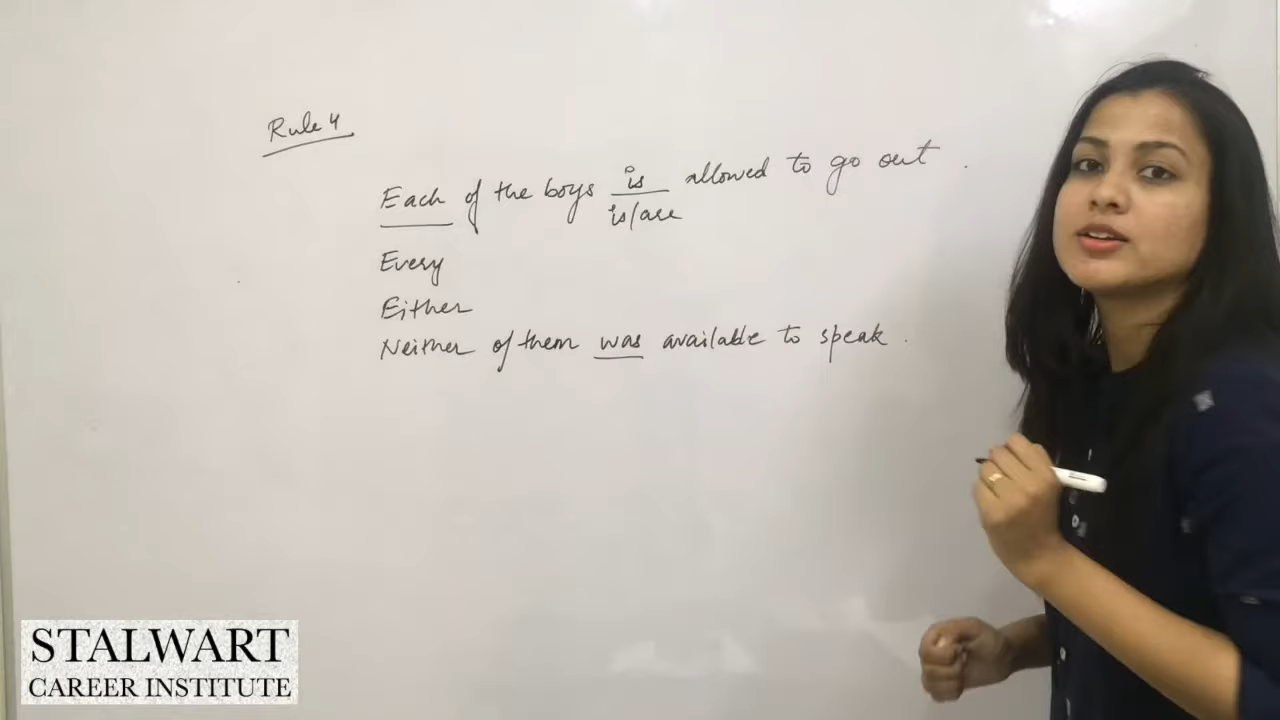 Rule 4
Each of the boys is allowed to go out .
is/are
Every
Either
Neither of them was available to speak .
STALWART
CAREER INSTITUTE